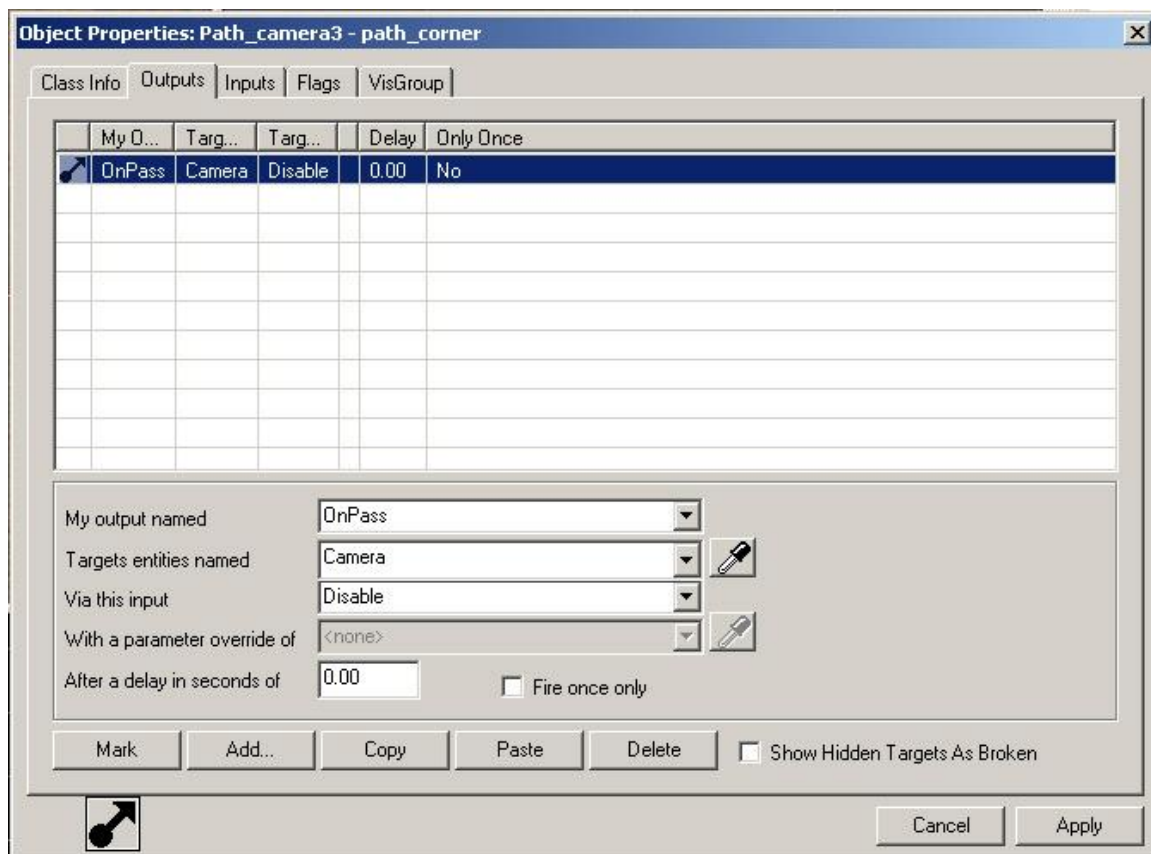 Object Properties: Path_camera3 - path_corner
Class Info Outputs Inputs Flags VisGroup
My O... Targ... Targ... Delay Only Once
OnPass Camera Disable 0.00 No
My output named OnPass
Targets entities named Camera
Via this input Disable
With a parameter override of <none>
After a delay in seconds of 0.00 Fire once only
Mark Add... Copy Paste Delete Show Hidden Targets As Broken
Cancel Apply